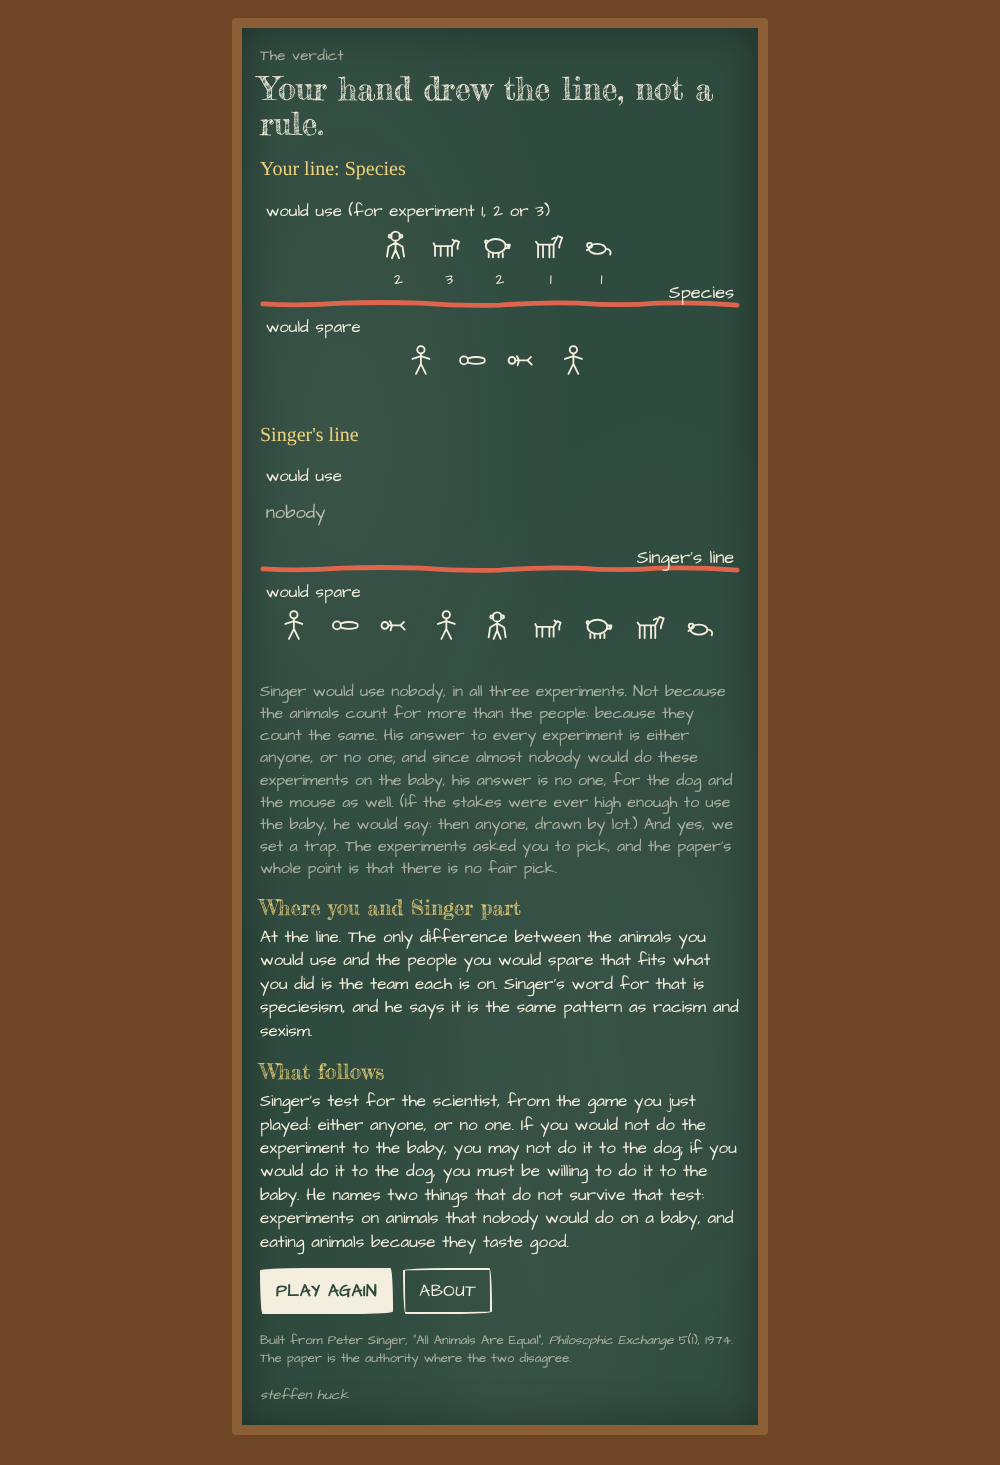 The verdict
Your hand drew the line, not a
rule.
Your line: Species
would use (for experiment 1, 2 or 3)
2 3 2 1 1
Species
would spare
Singer's line
would use
nobody
Singer's line
would spare
Singer would use nobody, in all three experiments. Not because
the animals count for more than the people: because they
count the same. His answer to every experiment is either
anyone, or no one; and since almost nobody would do these
experiments on the baby, his answer is no one, for the dog and
the mouse as well. (If the stakes were ever high enough to use
the baby, he would say: then anyone, drawn by lot.) And yes, we
set a trap. The experiments asked you to pick, and the paper's
whole point is that there is no fair pick.
Where you and Singer part
At the line. The only difference between the animals you
would use and the people you would spare that fits what
you did is the team each is on. Singer's word for that is
speciesism, and he says it is the same pattern as racism and
sexism.
What follows
Singer's test for the scientist, from the game you just
played: either anyone, or no one. If you would not do the
experiment to the baby, you may not do it to the dog; if you
would do it to the dog, you must be willing to do it to the
baby. He names two things that do not survive that test:
experiments on animals that nobody would do on a baby, and
eating animals because they taste good.
PLAY AGAIN ABOUT
Built from Peter Singer, "All Animals Are Equal", Philosophic Exchange 5(1), 1974.
The paper is the authority where the two disagree.
steffen huck